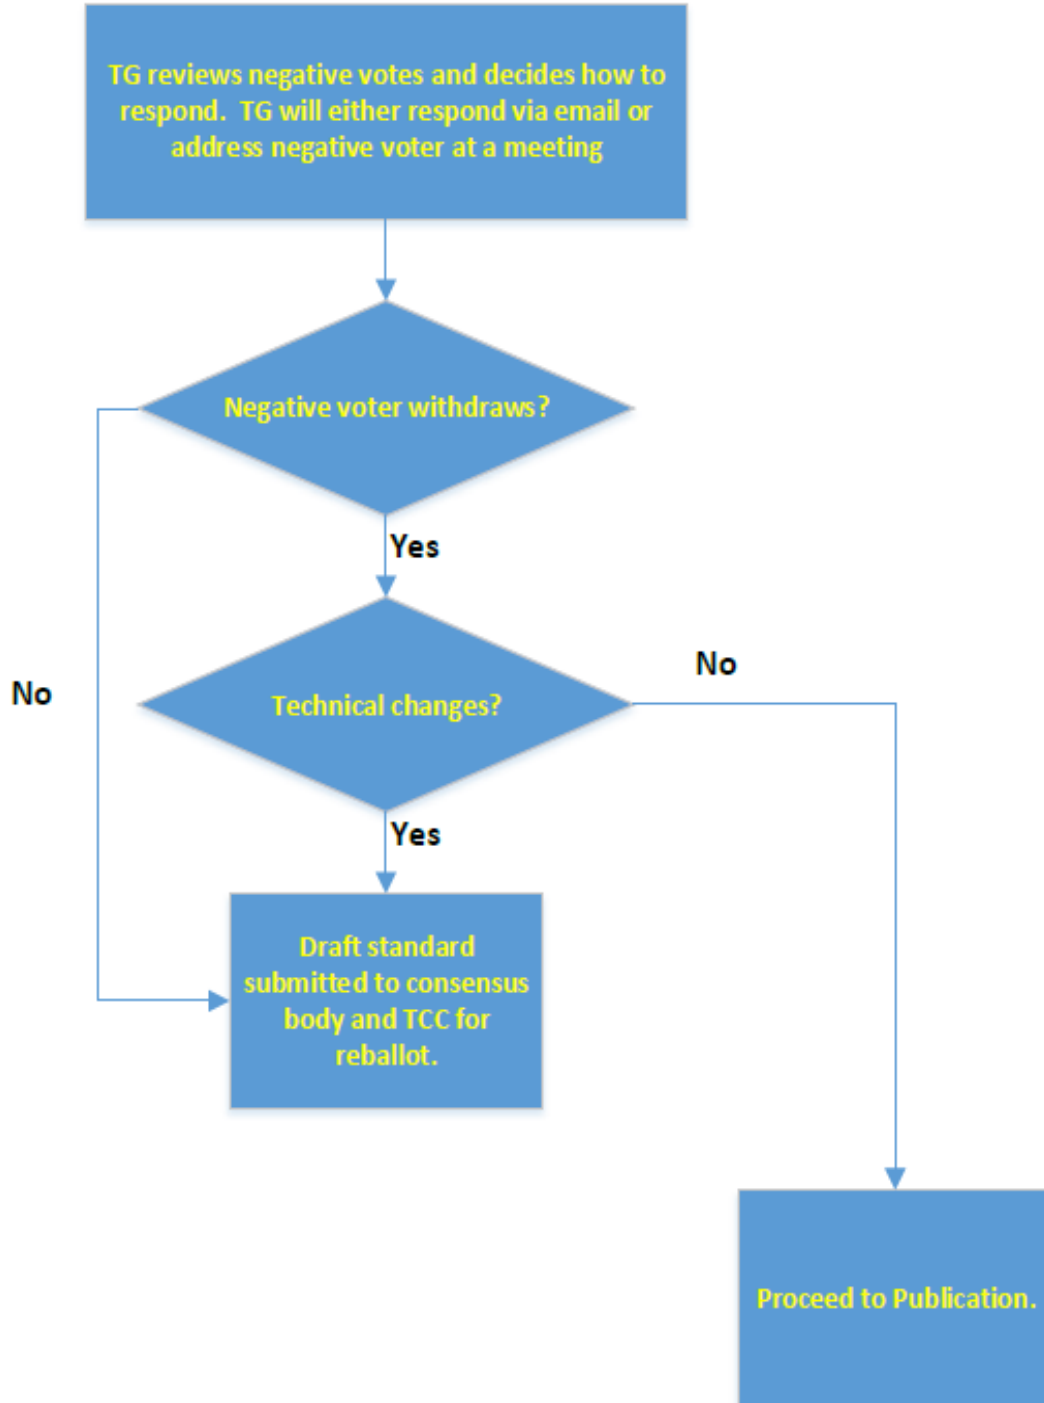 TG reviews negative votes and decides how to
respond.  TG will either respond via email or
address negative voter at a meeting
Negative voter withdraws?
Yes
No
Technical changes?
No
Yes
Draft standard
submitted to consensus
body and TCC for
reballot.
Proceed to Publication.